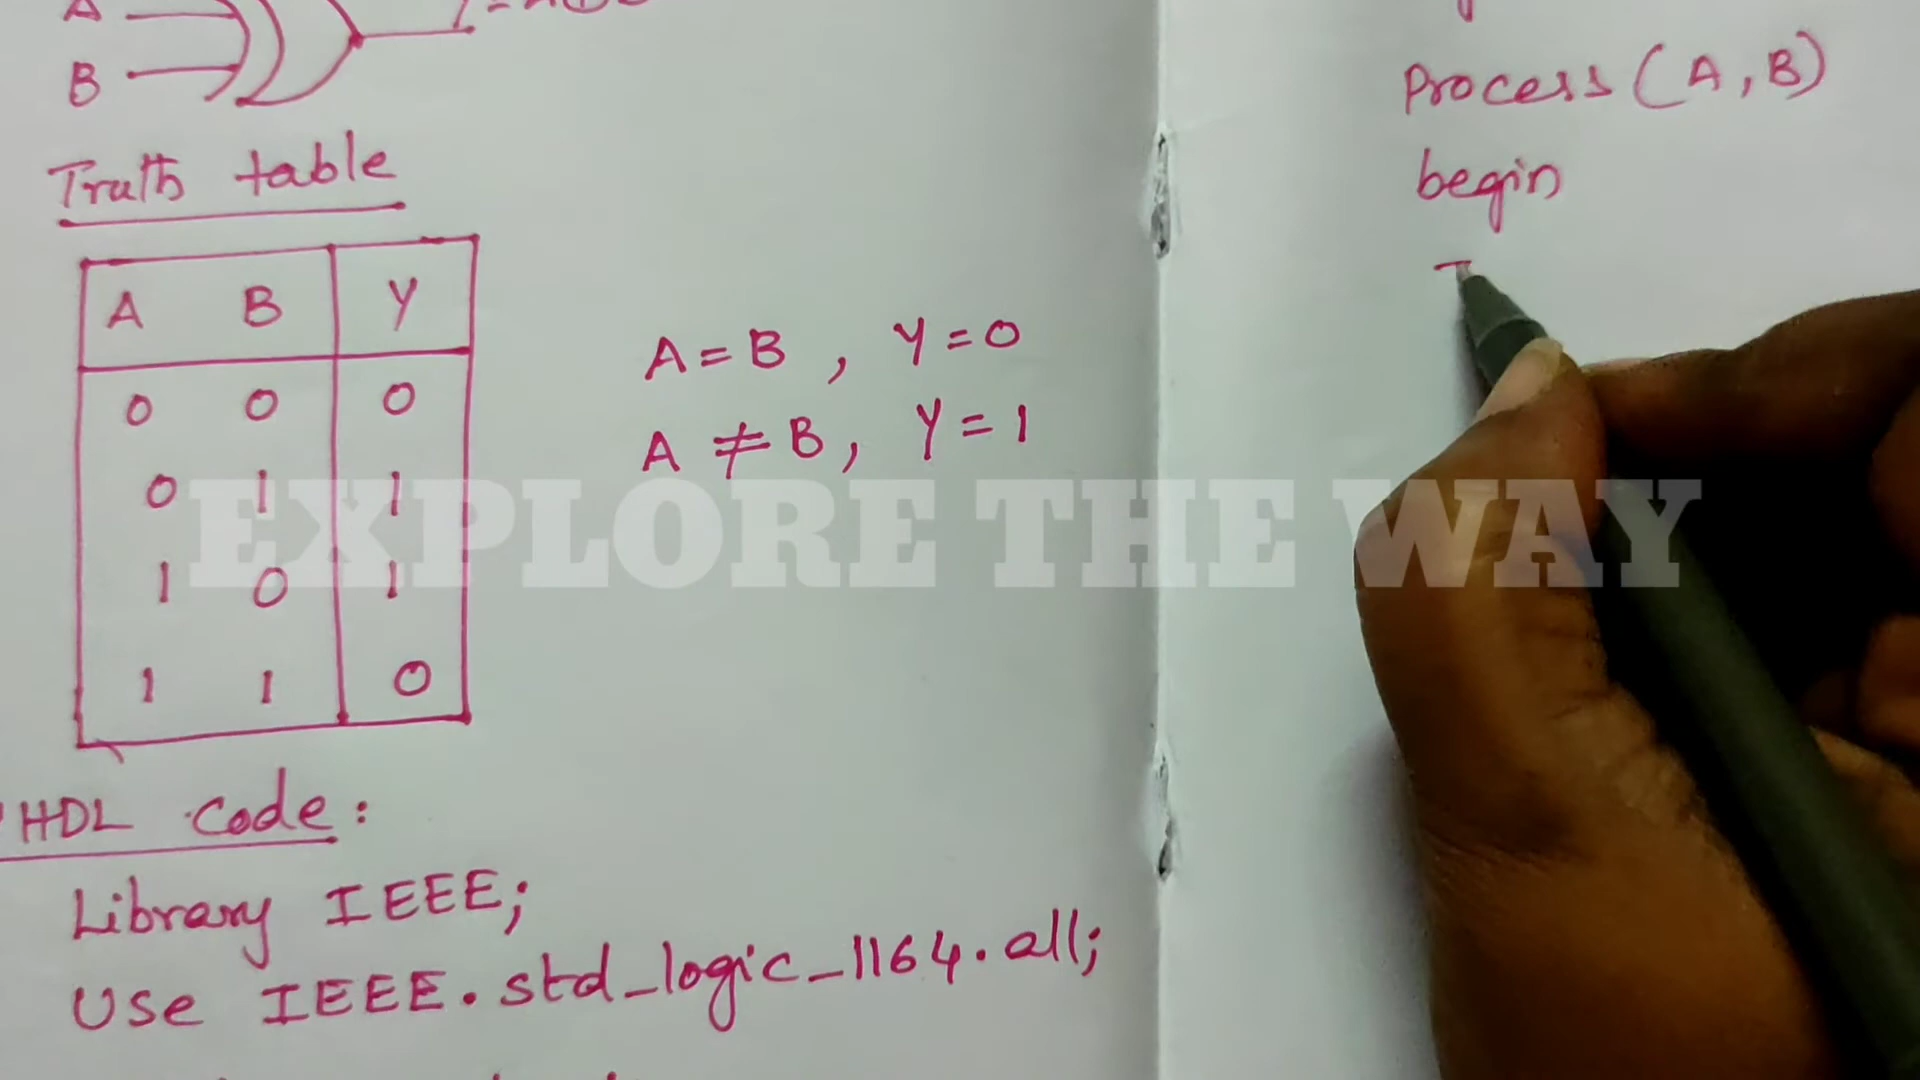 A
B
Truth table
A B Y
0 0 0
0 1 1
1 0 1
1 1 0
A = B , Y = 0
A ≠ B, Y = 1
HDL Code:
Library IEEE;
Use IEEE.std_logic_1164.all;
Process (A, B)
begin
EXPLORE THE WAY